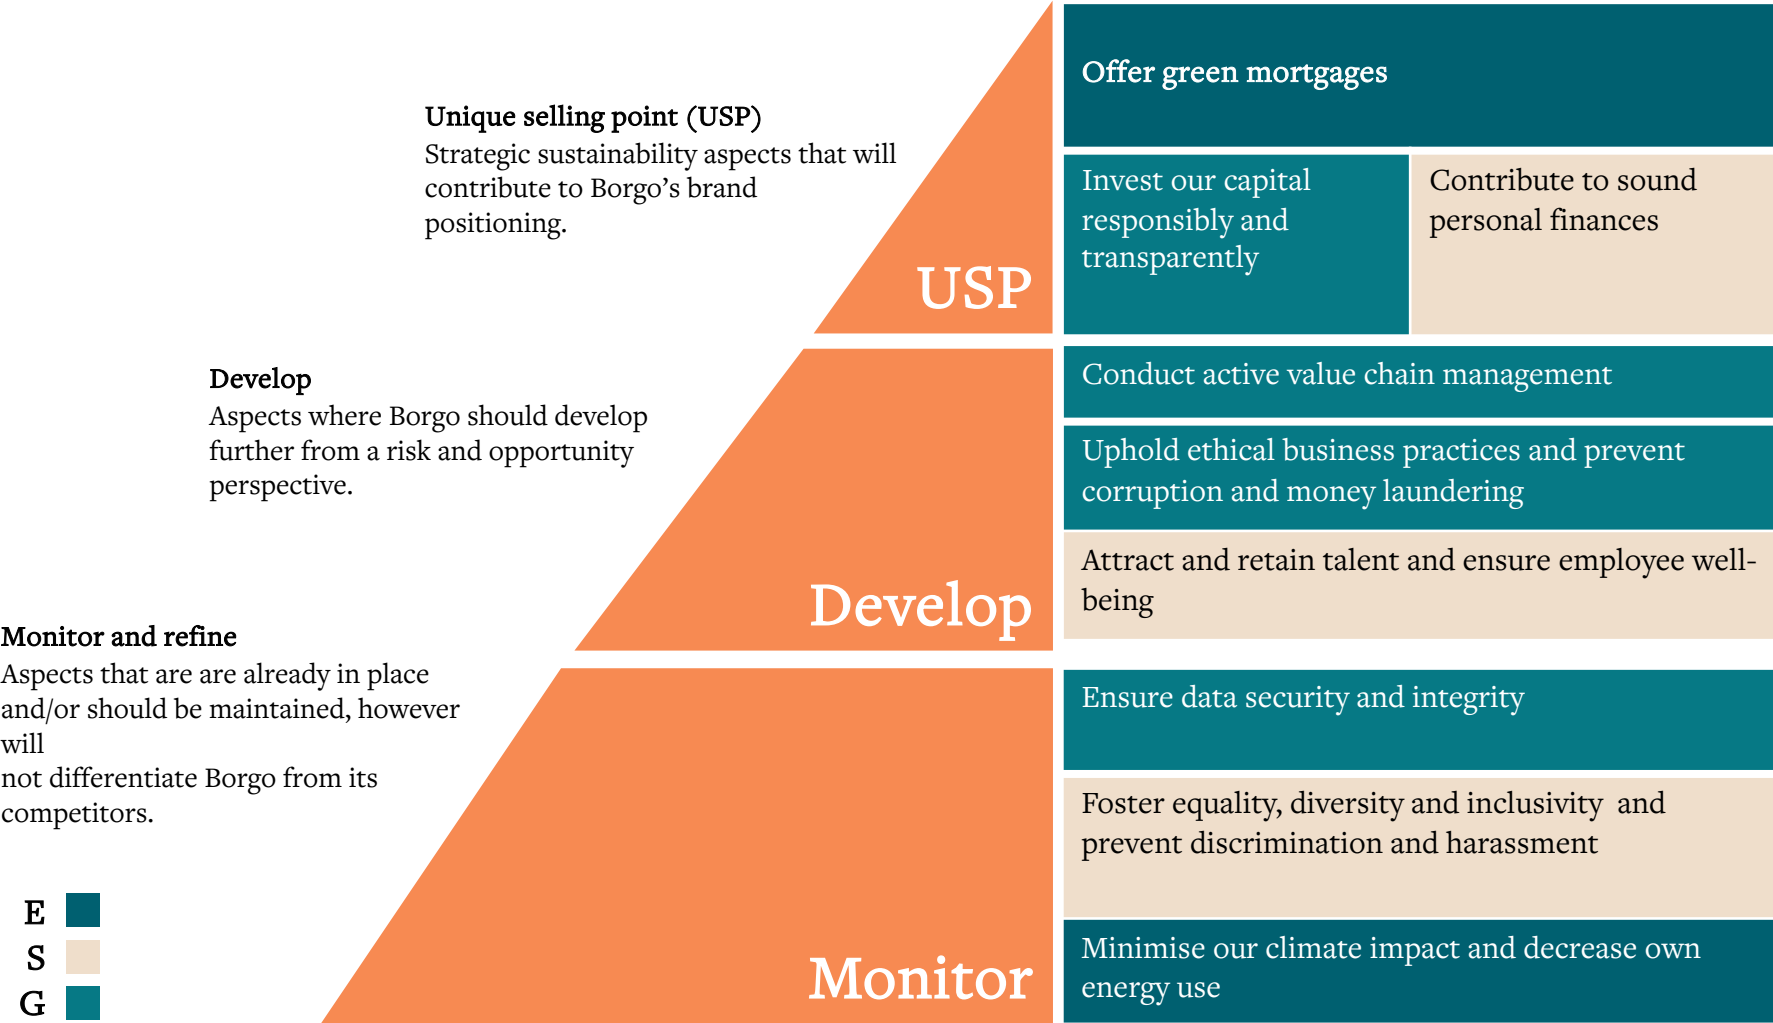 Unique selling point (USP)
Strategic sustainability aspects that will
contribute to Borgo’s brand
positioning.
USP
Offer green mortgages
Invest our capital
responsibly and
transparently
Contribute to sound
personal finances
Develop
Aspects where Borgo should develop
further from a risk and opportunity
perspective.
Develop
Conduct active value chain management
Uphold ethical business practices and prevent
corruption and money laundering
Attract and retain talent and ensure employee well-
being
Monitor and refine
Aspects that are are already in place
and/or should be maintained, however
will
not differentiate Borgo from its
competitors.
Monitor
Ensure data security and integrity
Foster equality, diversity and inclusivity  and
prevent discrimination and harassment
Minimise our climate impact and decrease own
energy use
E
S
G